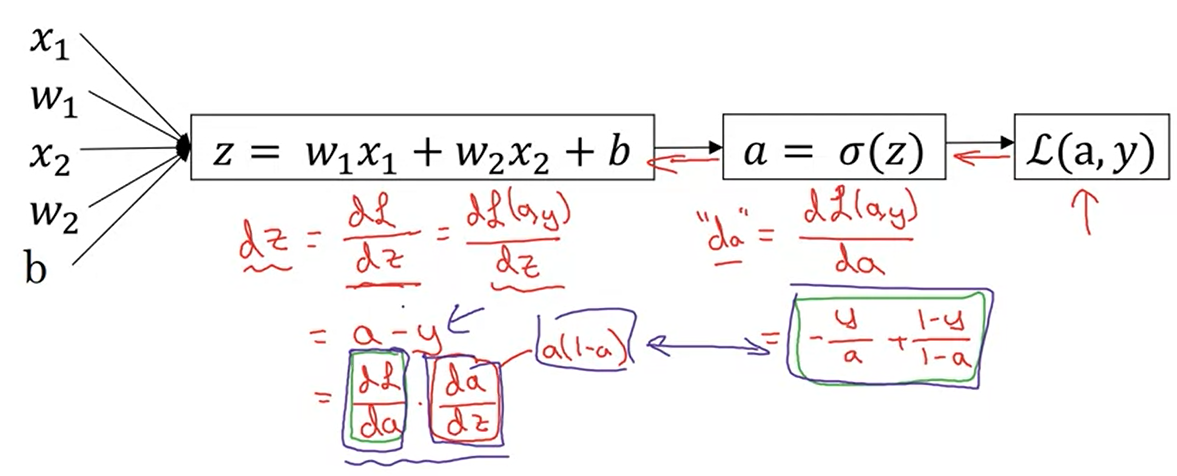 x₁
w₁
x₂
w₂
b
z = w₁x₁ + w₂x₂ + b
a = σ(z)
ℒ(a, y)
dz = dℒ/dz = dℒ(a,y)/dz
= a - y
= dℒ/da · da/dz
a(1-a)
"da" = dℒ(a,y)/da
= -y/a + 1-y/1-a